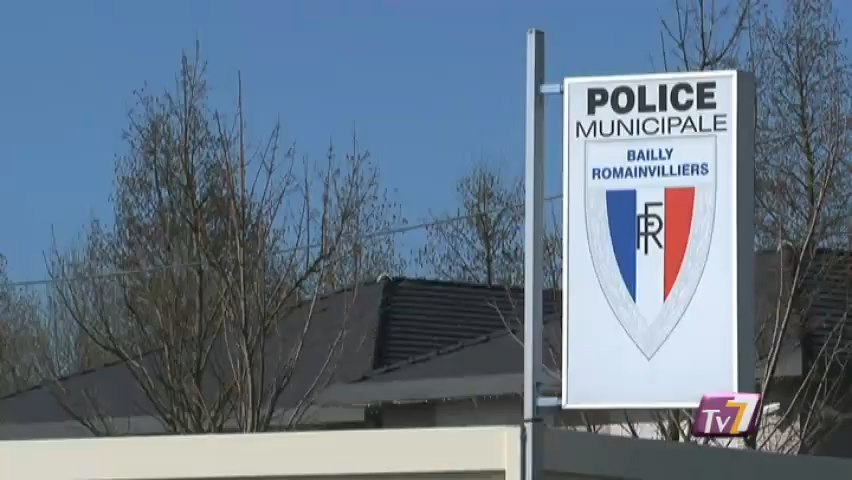 POLICE
MUNICIPALE
BAILLY
ROMAINVILLIERS
RF
Tv7